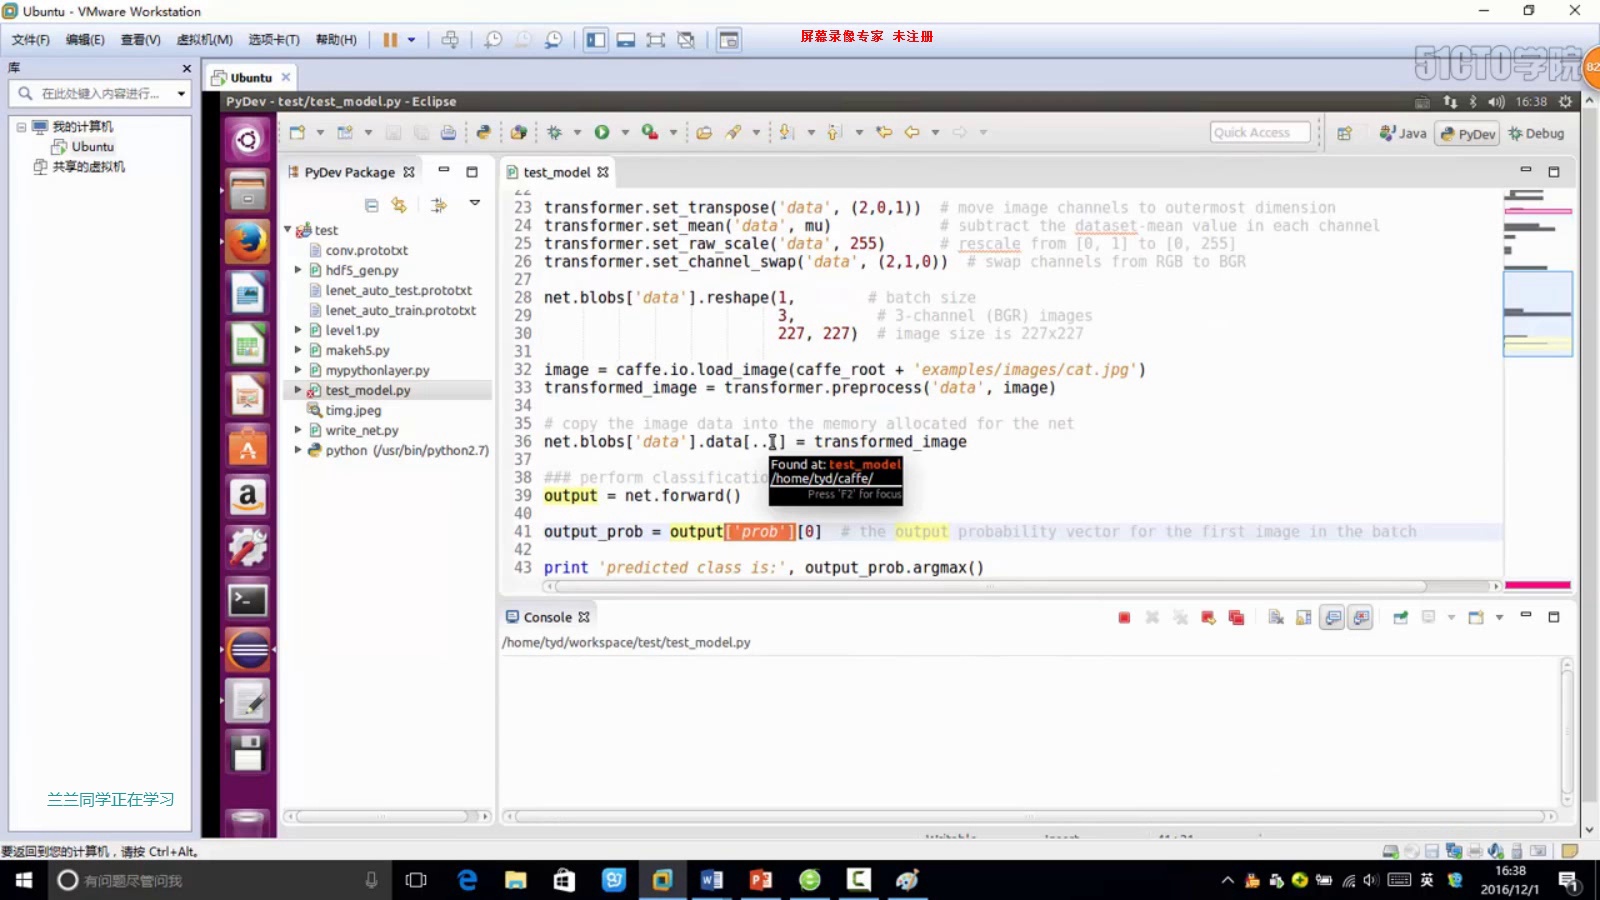 Ubuntu - VMware Workstation
文件(F) 编辑(E) 查看(V) 虚拟机(M) 选项卡(T) 帮助(H)
屏幕录像专家 未注册
51CTO学院
82
库
Ubuntu
在此处键入内容进行...
我的计算机
Ubuntu
共享的虚拟机
PyDev - test/test_model.py - Eclipse
16:38
Quick Access
Java
PyDev
Debug
PyDev Package
test_model
test
conv.prototxt
hdf5_gen.py
lenet_auto_test.prototxt
lenet_auto_train.prototxt
level1.py
makeh5.py
mypythonlayer.py
test_model.py
timg.jpeg
write_net.py
python (/usr/bin/python2.7)
22
23 transformer.set_transpose('data', (2,0,1))  # move image channels to outermost dimension
24 transformer.set_mean('data', mu)            # subtract the dataset-mean value in each channel
25 transformer.set_raw_scale('data', 255)      # rescale from [0, 1] to [0, 255]
26 transformer.set_channel_swap('data', (2,1,0))  # swap channels from RGB to BGR
27
28 net.blobs['data'].reshape(1,        # batch size
29                           3,         # 3-channel (BGR) images
30                           227, 227)  # image size is 227x227
31
32 image = caffe.io.load_image(caffe_root + 'examples/images/cat.jpg')
33 transformed_image = transformer.preprocess('data', image)
34
35 # copy the image data into the memory allocated for the net
36 net.blobs['data'].data[...] = transformed_image
37
38 ### perform classificatio
39 output = net.forward()
40
41 output_prob = output['prob'][0]  # the output probability vector for the first image in the batch
42
43 print 'predicted class is:', output_prob.argmax()
Found at: test_model
/home/tyd/caffe/
Press 'F2' for focus
Console
/home/tyd/workspace/test/test_model.py
兰兰同学正在学习
要返回到您的计算机，请按 Ctrl+Alt。
有问题尽管问我
英
16:38
2016/12/1
1